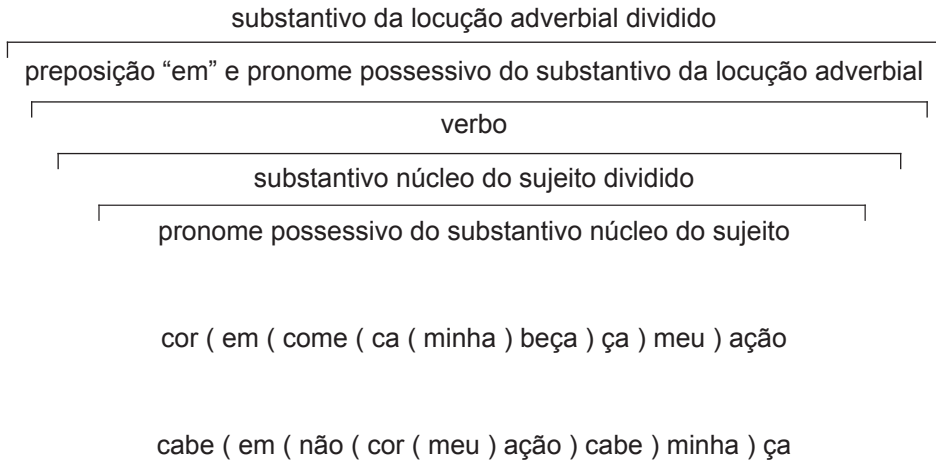 substantivo da locução adverbial dividido
preposição “em” e pronome possessivo do substantivo da locução adverbial
verbo
substantivo núcleo do sujeito dividido
pronome possessivo do substantivo núcleo do sujeito
cor ( em ( come ( ca ( minha ) beça ) ça ) meu ) ação
cabe ( em ( não ( cor ( meu ) ação ) cabe ) minha ) ça